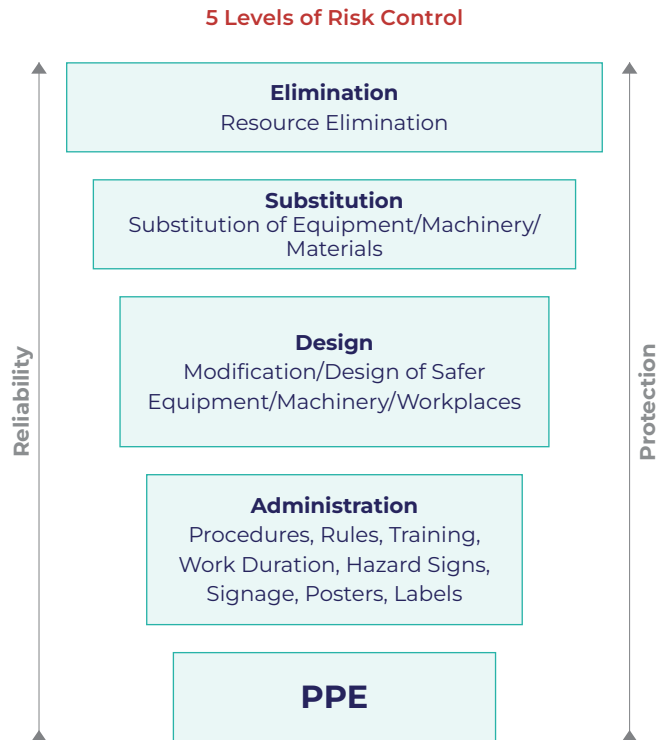 5 Levels of Risk Control
Elimination
Resource Elimination
Substitution
Substitution of Equipment/Machinery/
Materials
Design
Modification/Design of Safer
Equipment/Machinery/Workplaces
Reliability
Protection
Administration
Procedures, Rules, Training,
Work Duration, Hazard Signs,
Signage, Posters, Labels
PPE